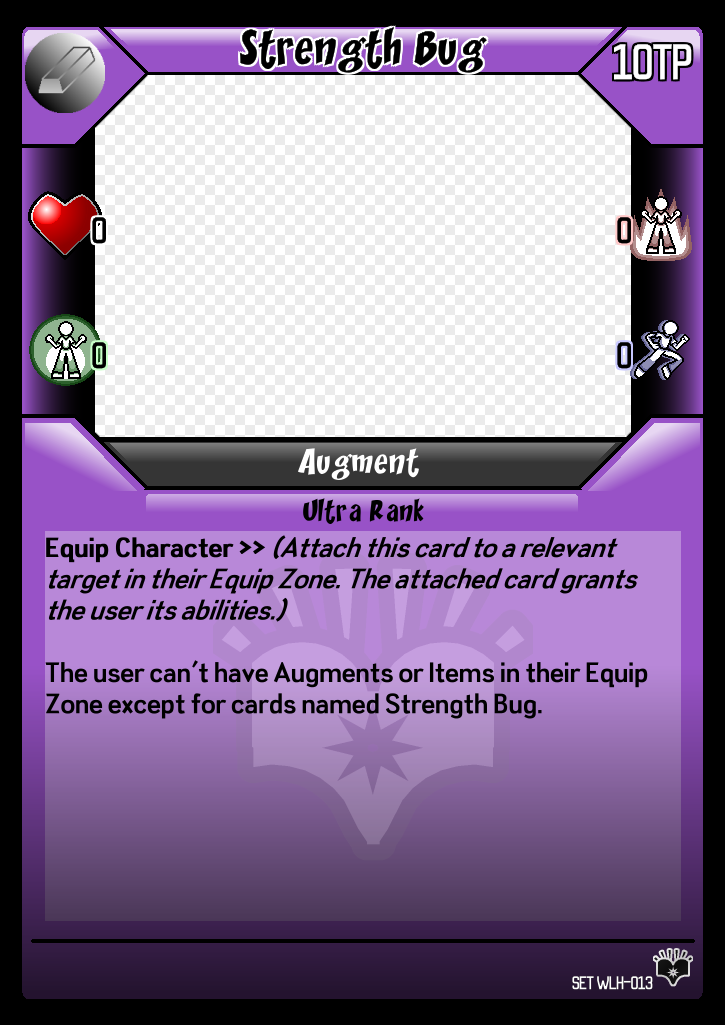 Strength Bug
10TP
0
0
0
0
Augment
Ultra Rank
Equip Character >> (Attach this card to a relevant
target in their Equip Zone. The attached card grants
the user its abilities.)
The user can't have Augments or Items in their Equip
Zone except for cards named Strength Bug.
SET WLH-013